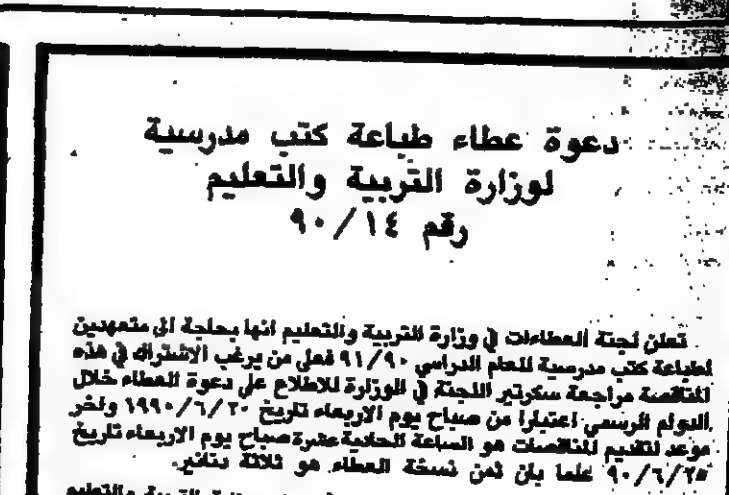 دعوة عطاء طباعة كتب مدرسية
لوزارة التربية والتعليم
رقم ٩٠/١٤
تعلن لجنة العطاءات في وزارة التربية والتعليم انها بحاجة الى متعهدين
لطباعة كتب مدرسية للعام الدراسي ٩١/٩٠ فعلى من يرغب الاشتراك في هذه
المناقصة مراجعة سكرتير اللجنة في الوزارة للاطلاع على دعوة العطاء خلال
الدوام الرسمي اعتبارا من صباح يوم الاربعاء تاريخ ١٩٩٠/٦/٢٠ واخر
موعد لتقديم المناقصات هو الساعة الحادية عشرة صباح يوم الاربعاء تاريخ
٩٠/٦/٢٥ علما بان ثمن نسخة العطاء هو ثلاثة دنانير.
التربية والتعليم